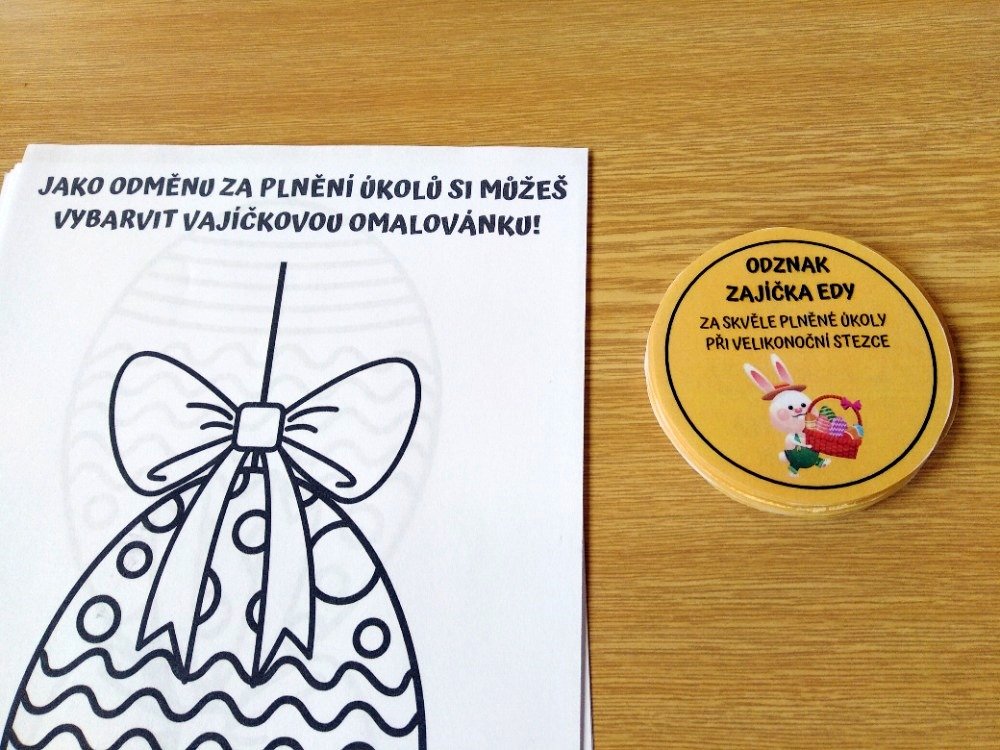 JAKO ODMĚNU ZA PLNĚNÍ ÚKOLŮ SI MŮŽEŠ
VYBARVIT VAJÍČKOVOU OMALOVÁNKU!
ODZNAK
ZAJÍČKA EDY
ZA SKVĚLE PLNĚNÉ ÚKOLY
PŘI VELIKONOČNÍ STEZCE